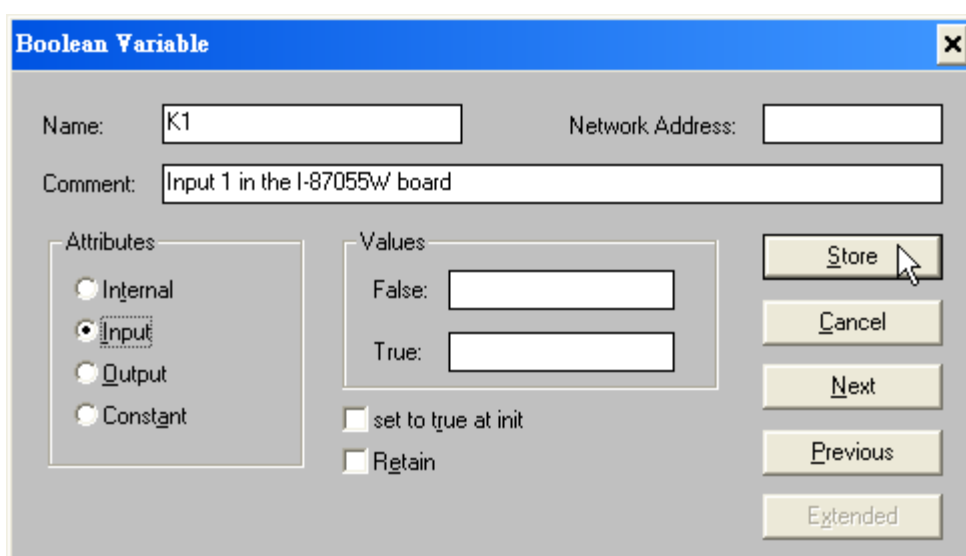 Boolean Variable
Name: K1 Network Address:
Comment: Input 1 in the I-87055W board
Attributes
Internal
Input
Output
Constant
Values
False:
True:
set to true at init
Retain
Store
Cancel
Next
Previous
Extended